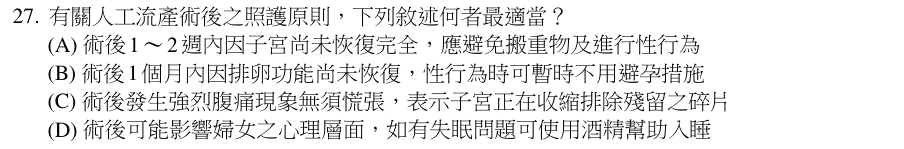 27. 有關人工流產術後之照護原則，下列敘述何者最適當？
(A) 術後1～2週內因子宮尚未恢復完全，應避免搬重物及進行性行為
(B) 術後1個月內因排卵功能尚未恢復，性行為時可暫時不用避孕措施
(C) 術後發生強烈腹痛現象無須慌張，表示子宮正在收縮排除殘留之碎片
(D) 術後可能影響婦女之心理層面，如有失眠問題可使用酒精幫助入睡